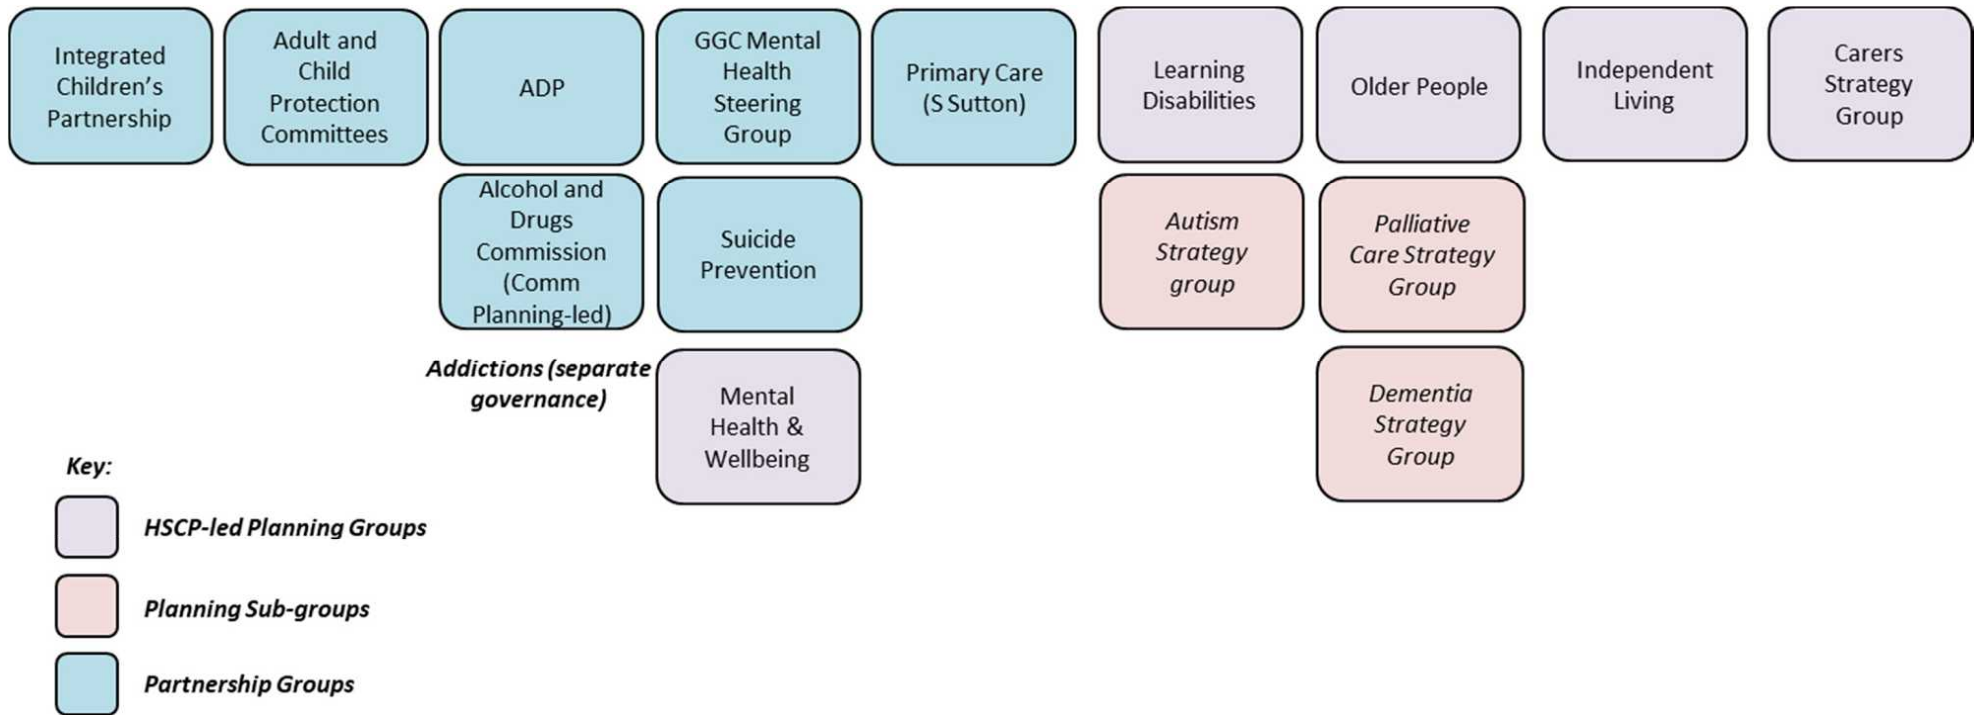 Integrated
Children's
Partnership
Adult and
Child
Protection
Committees
ADP
GGC Mental
Health
Steering
Group
Primary Care
(S Sutton)
Learning
Disabilities
Older People
Independent
Living
Carers
Strategy
Group
Alcohol and
Drugs
Commission
(Comm
Planning-led)
Suicide
Prevention
Autism
Strategy
group
Palliative
Care Strategy
Group
Addictions (separate
governance)
Mental
Health &
Wellbeing
Dementia
Strategy
Group
Key:
HSCP-led Planning Groups
Planning Sub-groups
Partnership Groups